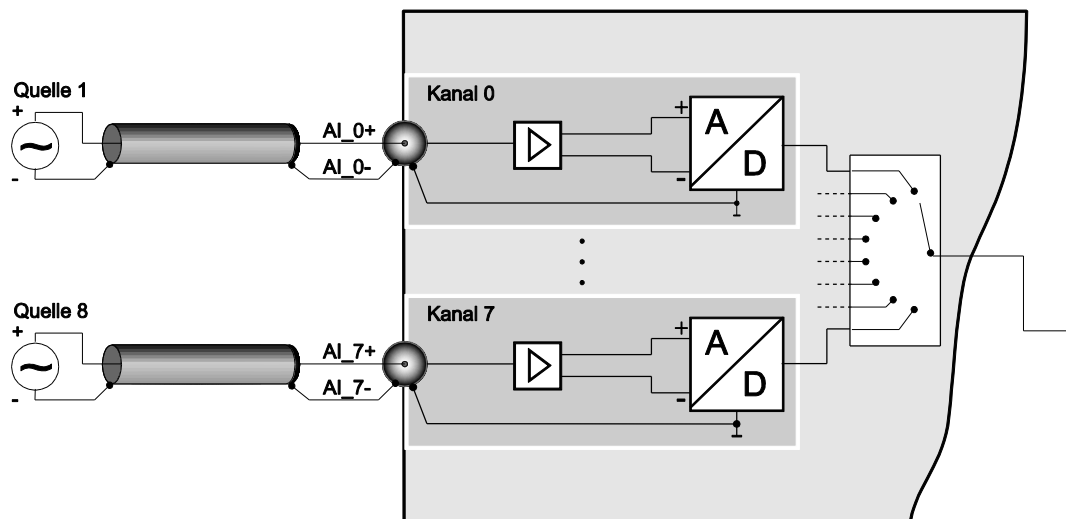 Quelle 1
+
-
AI_0+
AI_0-
Kanal 0
+
-
A
D
Quelle 8
+
-
AI_7+
AI_7-
Kanal 7
+
-
A
D